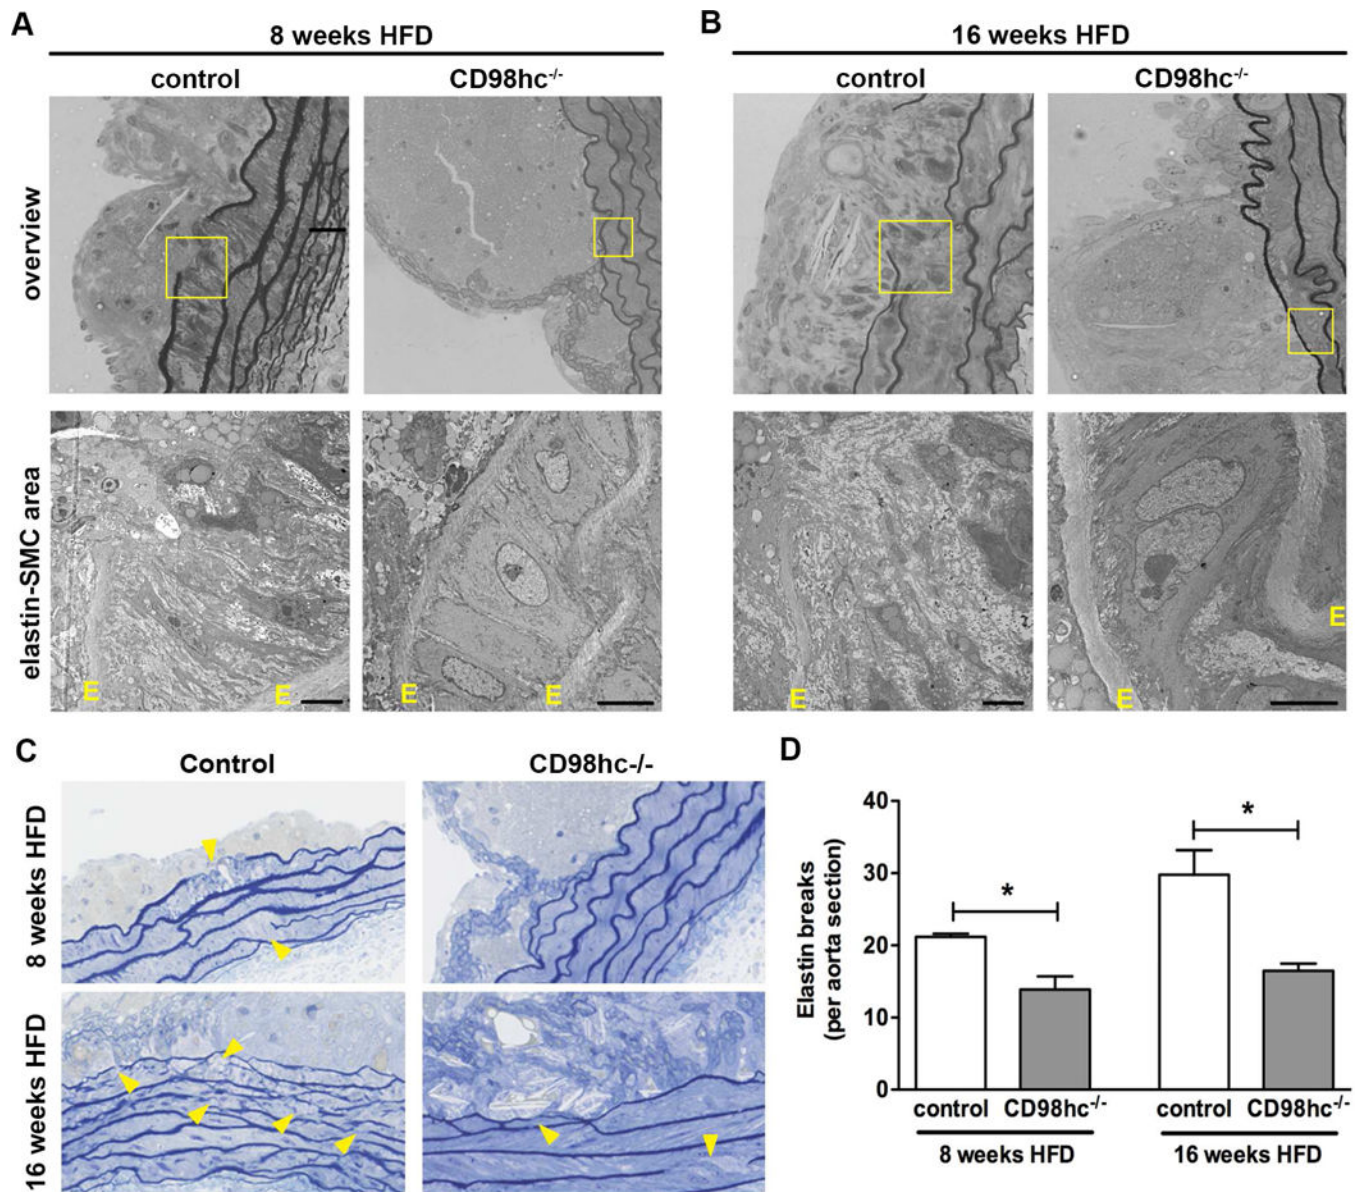 A
8 weeks HFD
control
CD98hc-/-
overview
elastin-SMC area
E
E
E
E
B
16 weeks HFD
control
CD98hc-/-
E
E
E
C
Control
CD98hc-/-
8 weeks HFD
16 weeks HFD
D
Elastin breaks
(per aorta section)
40
30
20
10
0
*
*
control
CD98hc-/-
control
CD98hc-/-
8 weeks HFD
16 weeks HFD